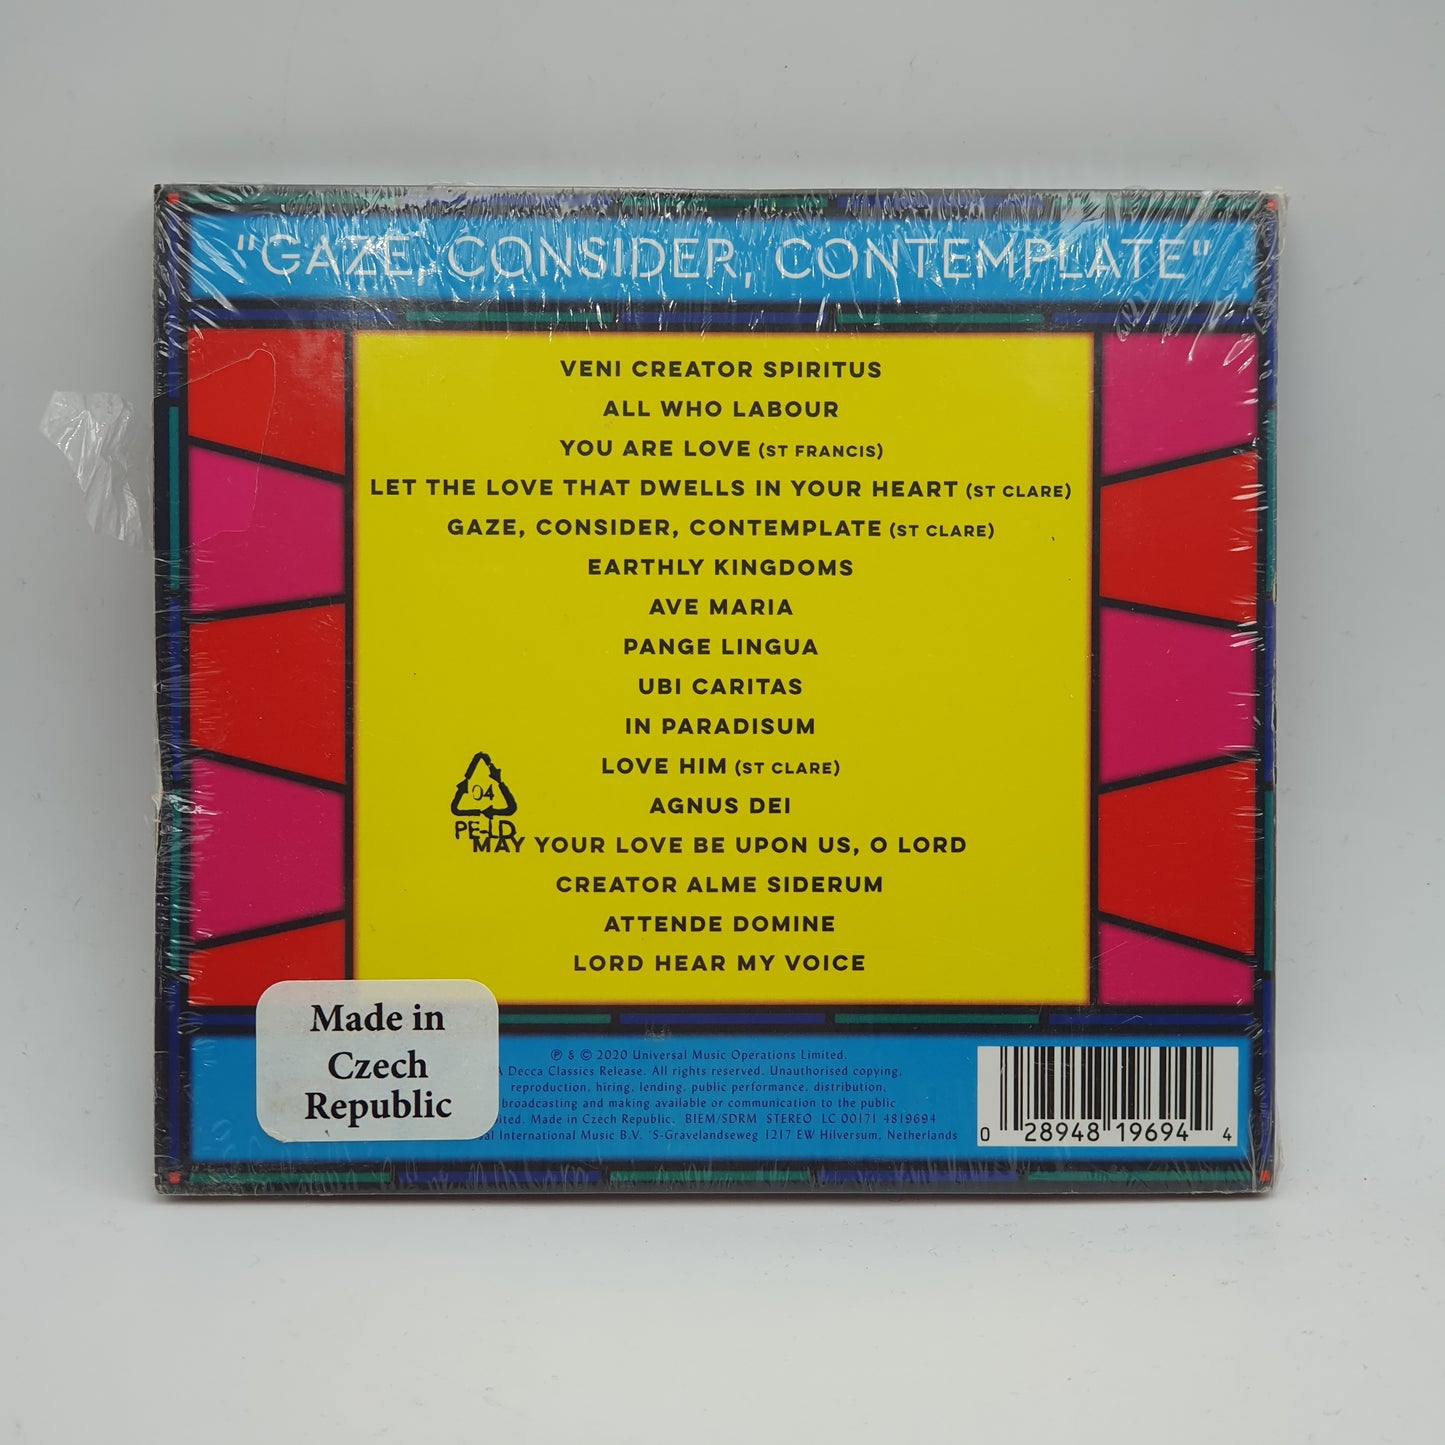 "GAZE, CONSIDER, CONTEMPLATE"
VENI CREATOR SPIRITUS
ALL WHO LABOUR
YOU ARE LOVE (ST FRANCIS)
LET THE LOVE THAT DWELLS IN YOUR HEART (ST CLARE)
GAZE, CONSIDER, CONTEMPLATE (ST CLARE)
EARTHLY KINGDOMS
AVE MARIA
PANGE LINGUA
UBI CARITAS
IN PARADISUM
LOVE HIM (ST CLARE)
AGNUS DEI
04
PE-LD
MAY YOUR LOVE BE UPON US, O LORD
CREATOR ALME SIDERUM
ATTENDE DOMINE
LORD HEAR MY VOICE
Made in
Czech
Republic
℗ & © 2020 Universal Music Operations Limited.
A Decca Classics Release. All rights reserved. Unauthorised copying,
reproduction, hiring, lending, public performance, distribution,
broadcasting and making available or communication to the public
Made in Czech Republic. BIEM/SDRM STEREO LC 00171 4819694
International Music B.V. 'S-Gravelandseweg 1217 EW Hilversum, Netherlands
0 28948 19694 4